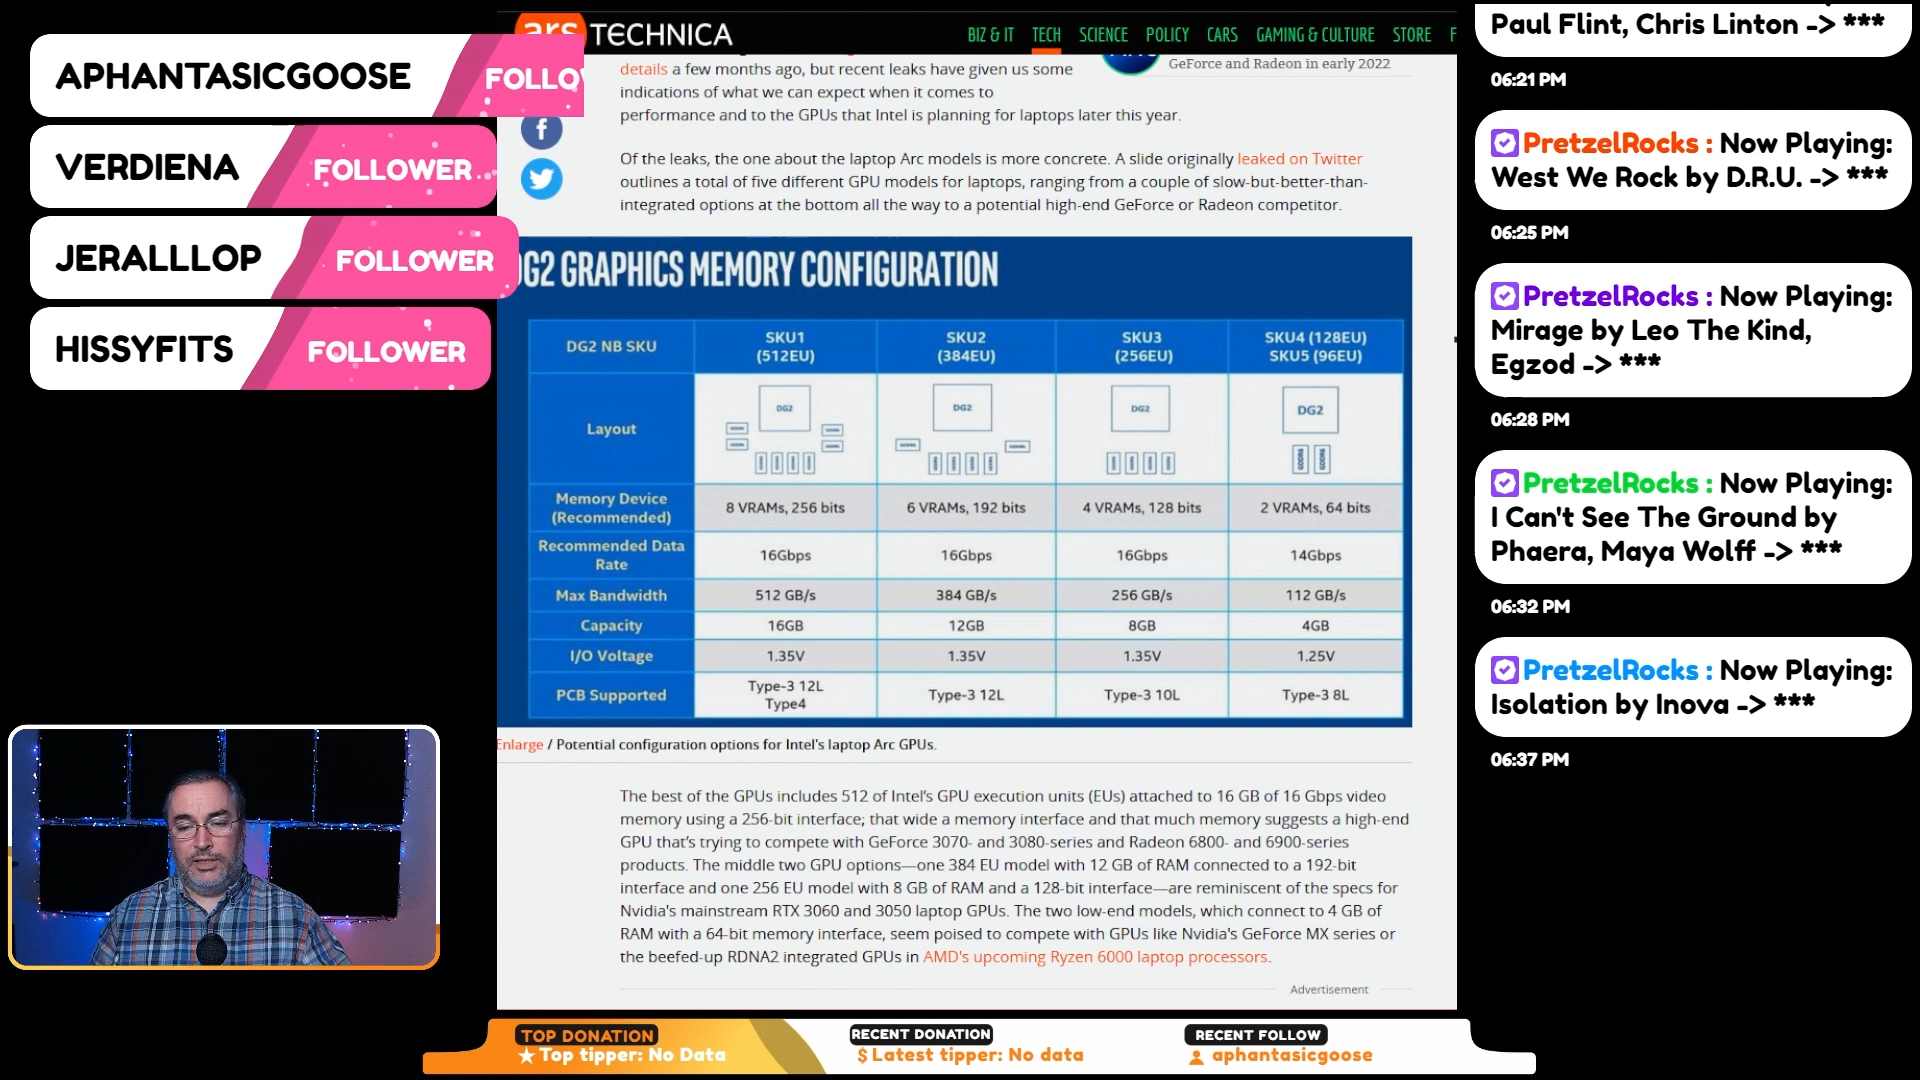 APHANTASICGOOSE
FOLLO
VERDIENA
FOLLOWER
JERALLLOP
FOLLOWER
HISSYFITS
FOLLOWER
ars TECHNICA
BIZ & IT TECH SCIENCE POLICY CARS GAMING & CULTURE STORE F
details a few months ago, but recent leaks have given us some
indications of what we can expect when it comes to
performance and to the GPUs that Intel is planning for laptops later this year.
GeForce and Radeon in early 2022
Of the leaks, the one about the laptop Arc models is more concrete. A slide originally leaked on Twitter
outlines a total of five different GPU models for laptops, ranging from a couple of slow-but-better-than-
integrated options at the bottom all the way to a potential high-end GeForce or Radeon competitor.
DG2 GRAPHICS MEMORY CONFIGURATION
DG2 NB SKU
SKU1
(512EU)
SKU2
(384EU)
SKU3
(256EU)
SKU4 (128EU)
SKU5 (96EU)
Layout
DG2
DG2
DG2
DG2
Memory Device
(Recommended)
8 VRAMs, 256 bits
6 VRAMs, 192 bits
4 VRAMs, 128 bits
2 VRAMs, 64 bits
Recommended Data
Rate
16Gbps
16Gbps
16Gbps
14Gbps
Max Bandwidth
512 GB/s
384 GB/s
256 GB/s
112 GB/s
Capacity
16GB
12GB
8GB
4GB
I/O Voltage
1.35V
1.35V
1.35V
1.25V
PCB Supported
Type-3 12L
Type4
Type-3 12L
Type-3 10L
Type-3 8L
Enlarge / Potential configuration options for Intel's laptop Arc GPUs.
The best of the GPUs includes 512 of Intel's GPU execution units (EUs) attached to 16 GB of 16 Gbps video
memory using a 256-bit interface; that wide a memory interface and that much memory suggests a high-end
GPU that's trying to compete with GeForce 3070- and 3080-series and Radeon 6800- and 6900-series
products. The middle two GPU options—one 384 EU model with 12 GB of RAM connected to a 192-bit
interface and one 256 EU model with 8 GB of RAM and a 128-bit interface—are reminiscent of the specs for
Nvidia's mainstream RTX 3060 and 3050 laptop GPUs. The two low-end models, which connect to 4 GB of
RAM with a 64-bit memory interface, seem poised to compete with GPUs like Nvidia's GeForce MX series or
the beefed-up RDNA2 integrated GPUs in AMD's upcoming Ryzen 6000 laptop processors.
Advertisement
Paul Flint, Chris Linton -> ***
06:21 PM
PretzelRocks : Now Playing:
West We Rock by D.R.U. -> ***
06:25 PM
PretzelRocks : Now Playing:
Mirage by Leo The Kind,
Egzod -> ***
06:28 PM
PretzelRocks : Now Playing:
I Can't See The Ground by
Phaera, Maya Wolff -> ***
06:32 PM
PretzelRocks : Now Playing:
Isolation by Inova -> ***
06:37 PM
TOP DONATION
Top tipper: No Data
RECENT DONATION
$ Latest tipper: No data
RECENT FOLLOW
aphantasicgoose